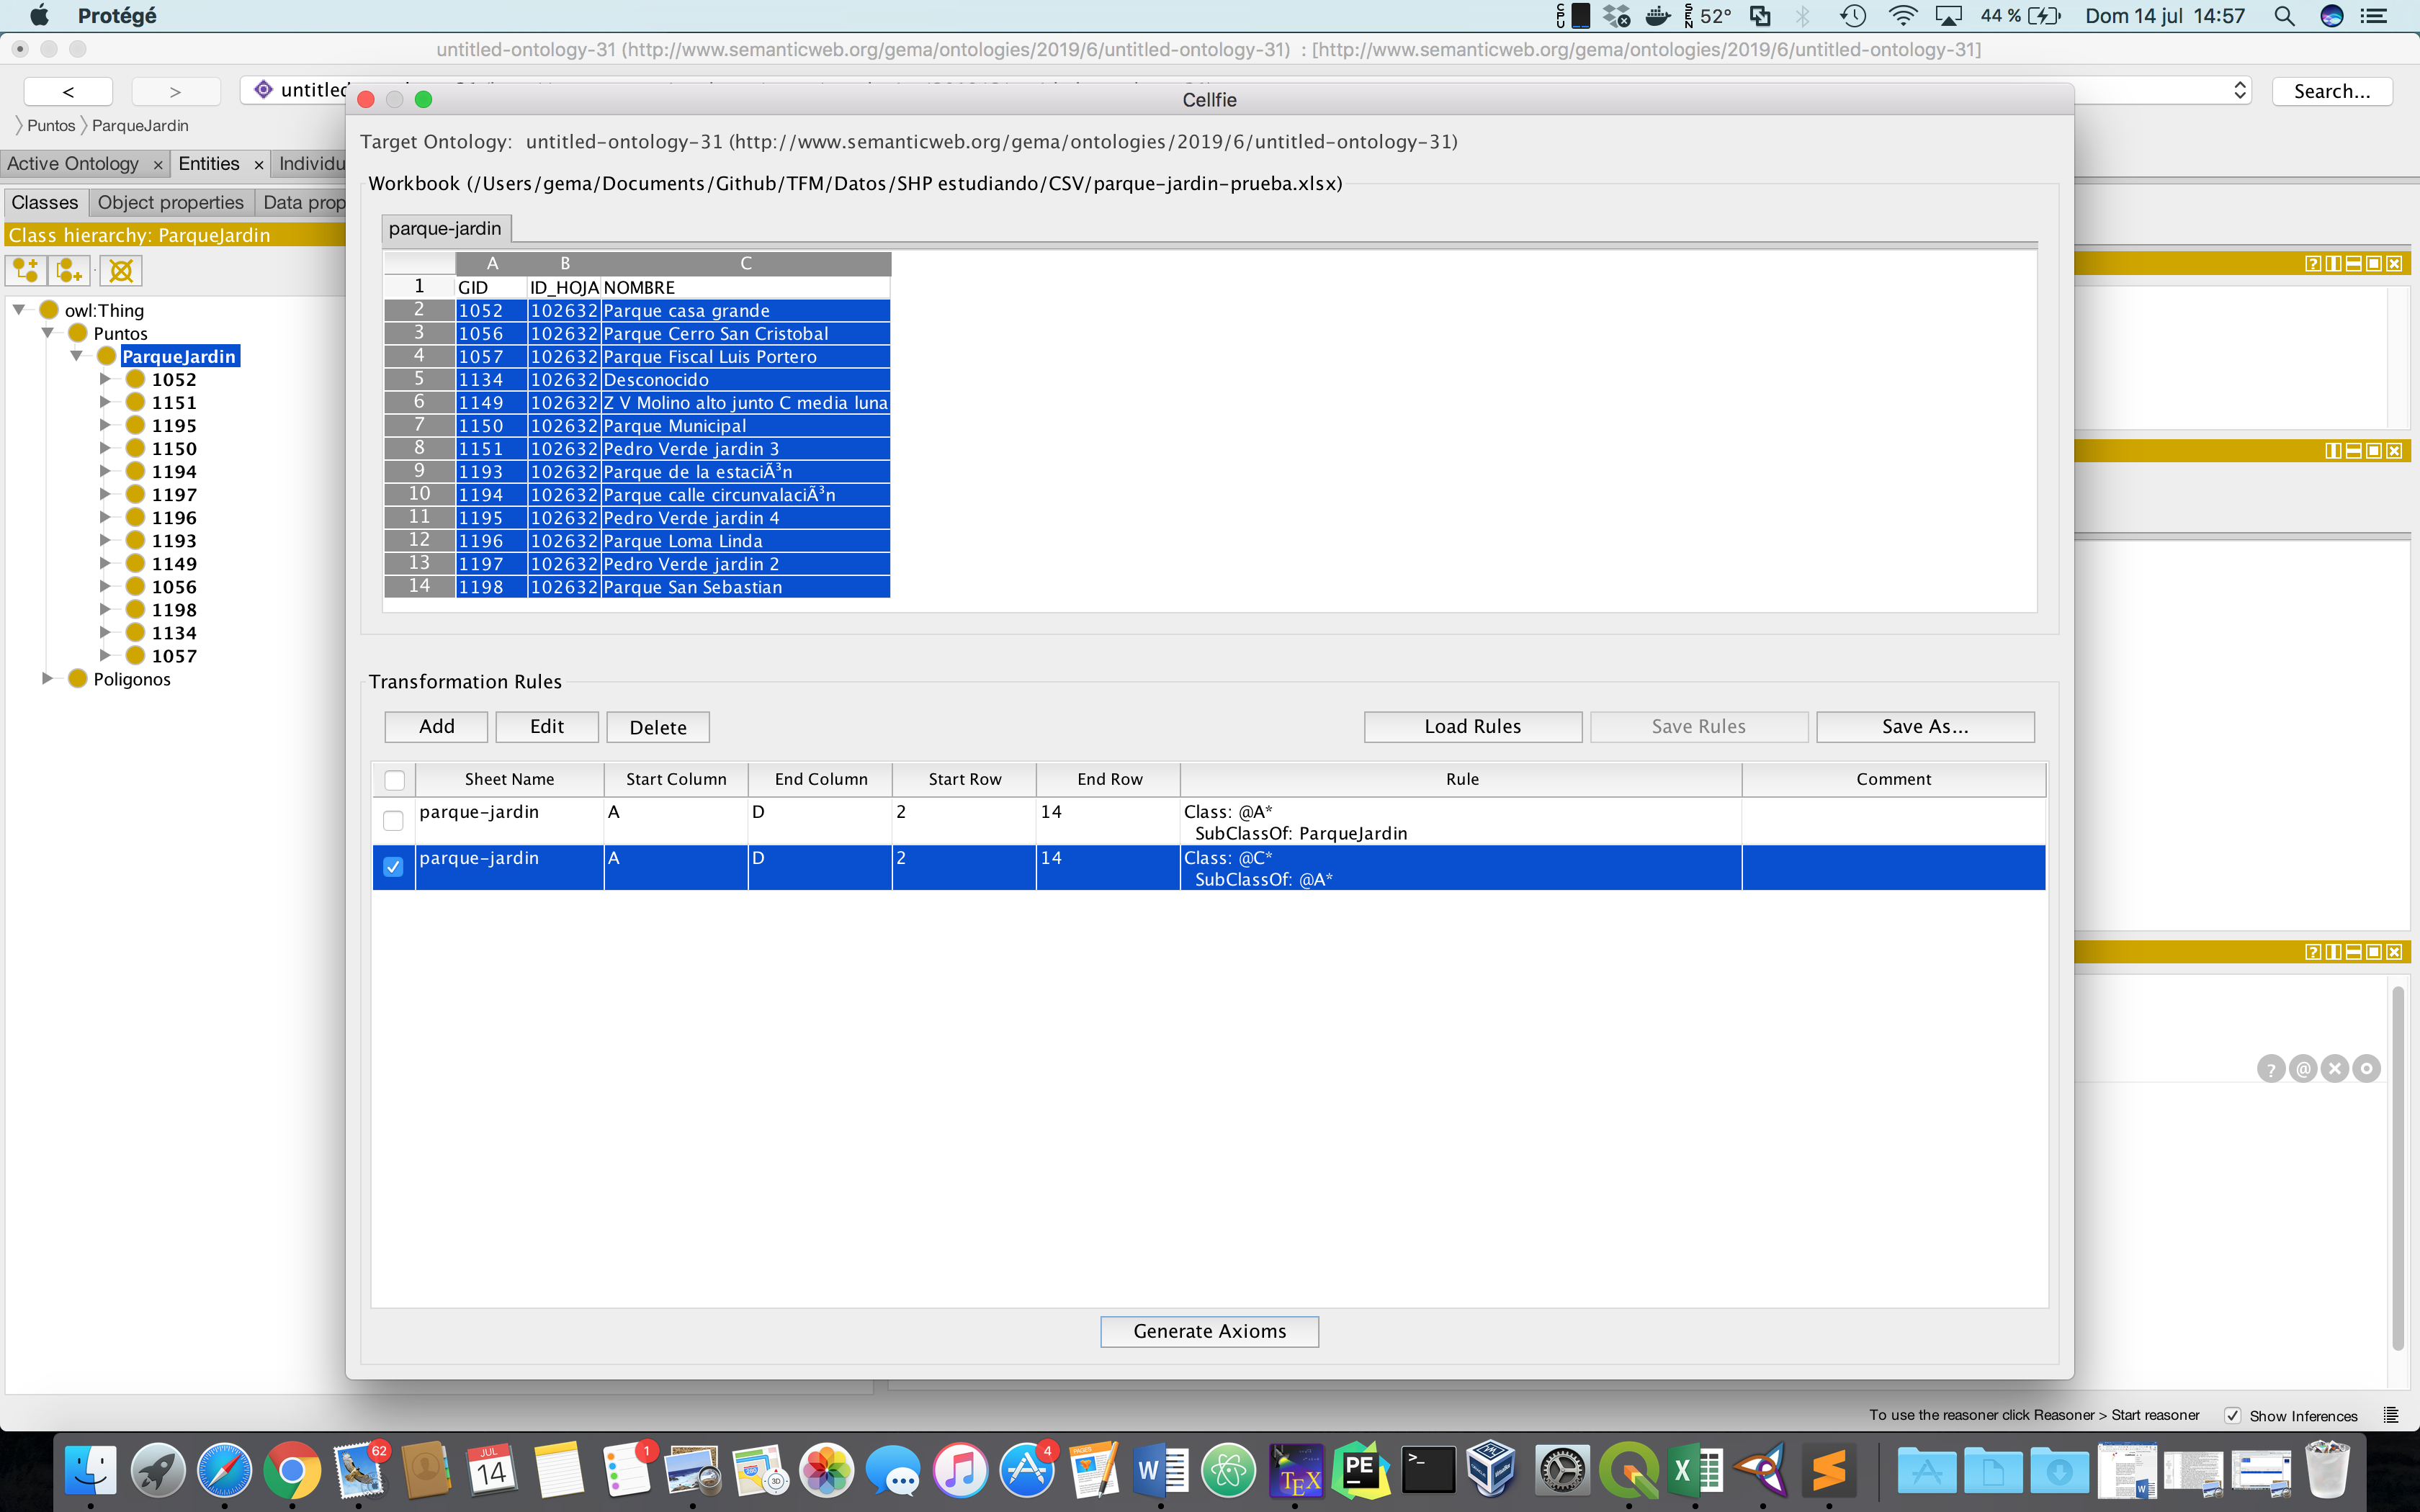 Protégé
CPU
SEN 52°
44 %
Dom 14 jul 14:57
untitled-ontology-31 (http://www.semanticweb.org/gema/ontologies/2019/6/untitled-ontology-31) : [http://www.semanticweb.org/gema/ontologies/2019/6/untitled-ontology-31]
< >
Search...
Puntos ParqueJardin
Active Ontology × Entities × Individu
Classes Object properties Data prop
Class hierarchy: ParqueJardin
owl:Thing
Puntos
ParqueJardin
1052
1151
1195
1150
1194
1197
1196
1193
1149
1056
1198
1134
1057
Poligonos
Cellfie
Target Ontology: untitled-ontology-31 (http://www.semanticweb.org/gema/ontologies/2019/6/untitled-ontology-31)
Workbook (/Users/gema/Documents/Github/TFM/Datos/SHP estudiando/CSV/parque-jardin-prueba.xlsx)
parque-jardin
A B C
1 GID ID_HOJA NOMBRE
2 1052 102632 Parque casa grande
3 1056 102632 Parque Cerro San Cristobal
4 1057 102632 Parque Fiscal Luis Portero
5 1134 102632 Desconocido
6 1149 102632 Z V Molino alto junto C media luna
7 1150 102632 Parque Municipal
8 1151 102632 Pedro Verde jardin 3
9 1193 102632 Parque de la estaciÃ³n
10 1194 102632 Parque calle circunvalaciÃ³n
11 1195 102632 Pedro Verde jardin 4
12 1196 102632 Parque Loma Linda
13 1197 102632 Pedro Verde jardin 2
14 1198 102632 Parque San Sebastian
Transformation Rules
Add Edit Delete Load Rules Save Rules Save As...
Sheet Name Start Column End Column Start Row End Row Rule Comment
parque-jardin A D 2 14 Class: @A*
SubClassOf: ParqueJardin
parque-jardin A D 2 14 Class: @C*
SubClassOf: @A*
Generate Axioms
To use the reasoner click Reasoner > Start reasoner Show Inferences
62
JUL
14
1
4
PAGES
W
TEX
PE
X